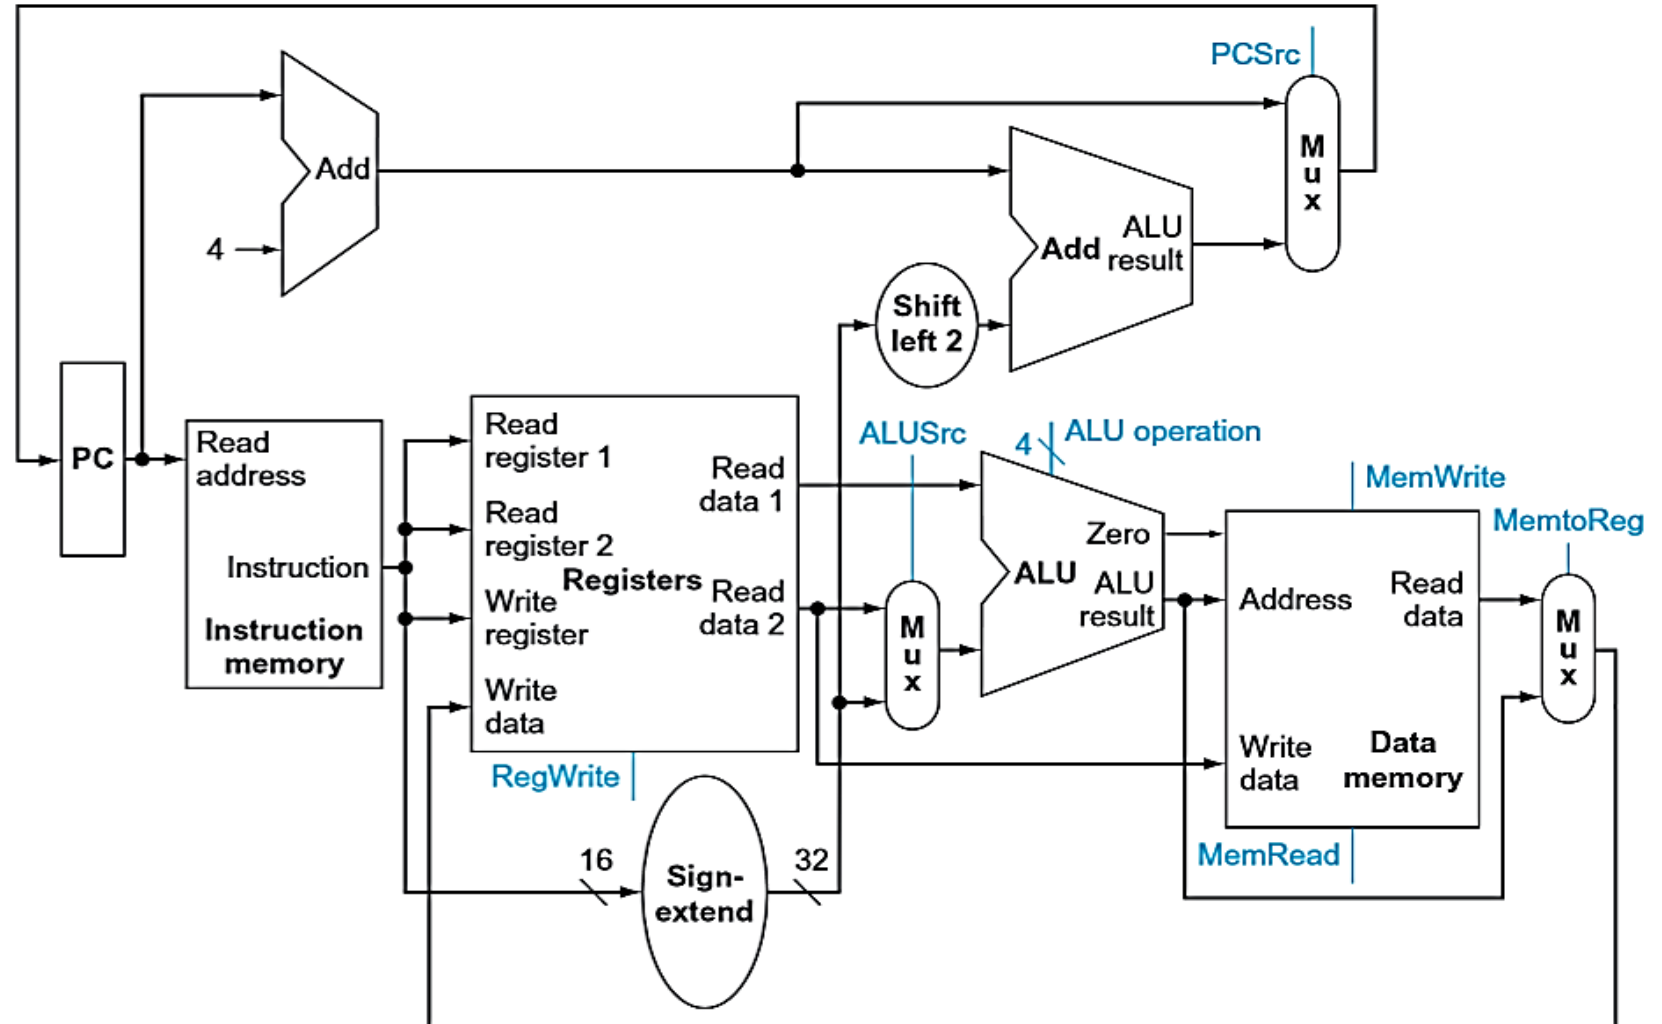 PCSrc
M
u
x
Add
4
Add
ALU
result
Shift
left 2
PC
Read
address
Instruction
Instruction
memory
Read
register 1
Read
register 2
Write
register
Write
data
Registers
Read
data 1
Read
data 2
RegWrite
ALUSrc
M
u
x
4
ALU operation
Zero
ALU
ALU
result
MemWrite
MemtoReg
Address
Read
data
Write
data
Data
memory
MemRead
M
u
x
16
Sign-
extend
32